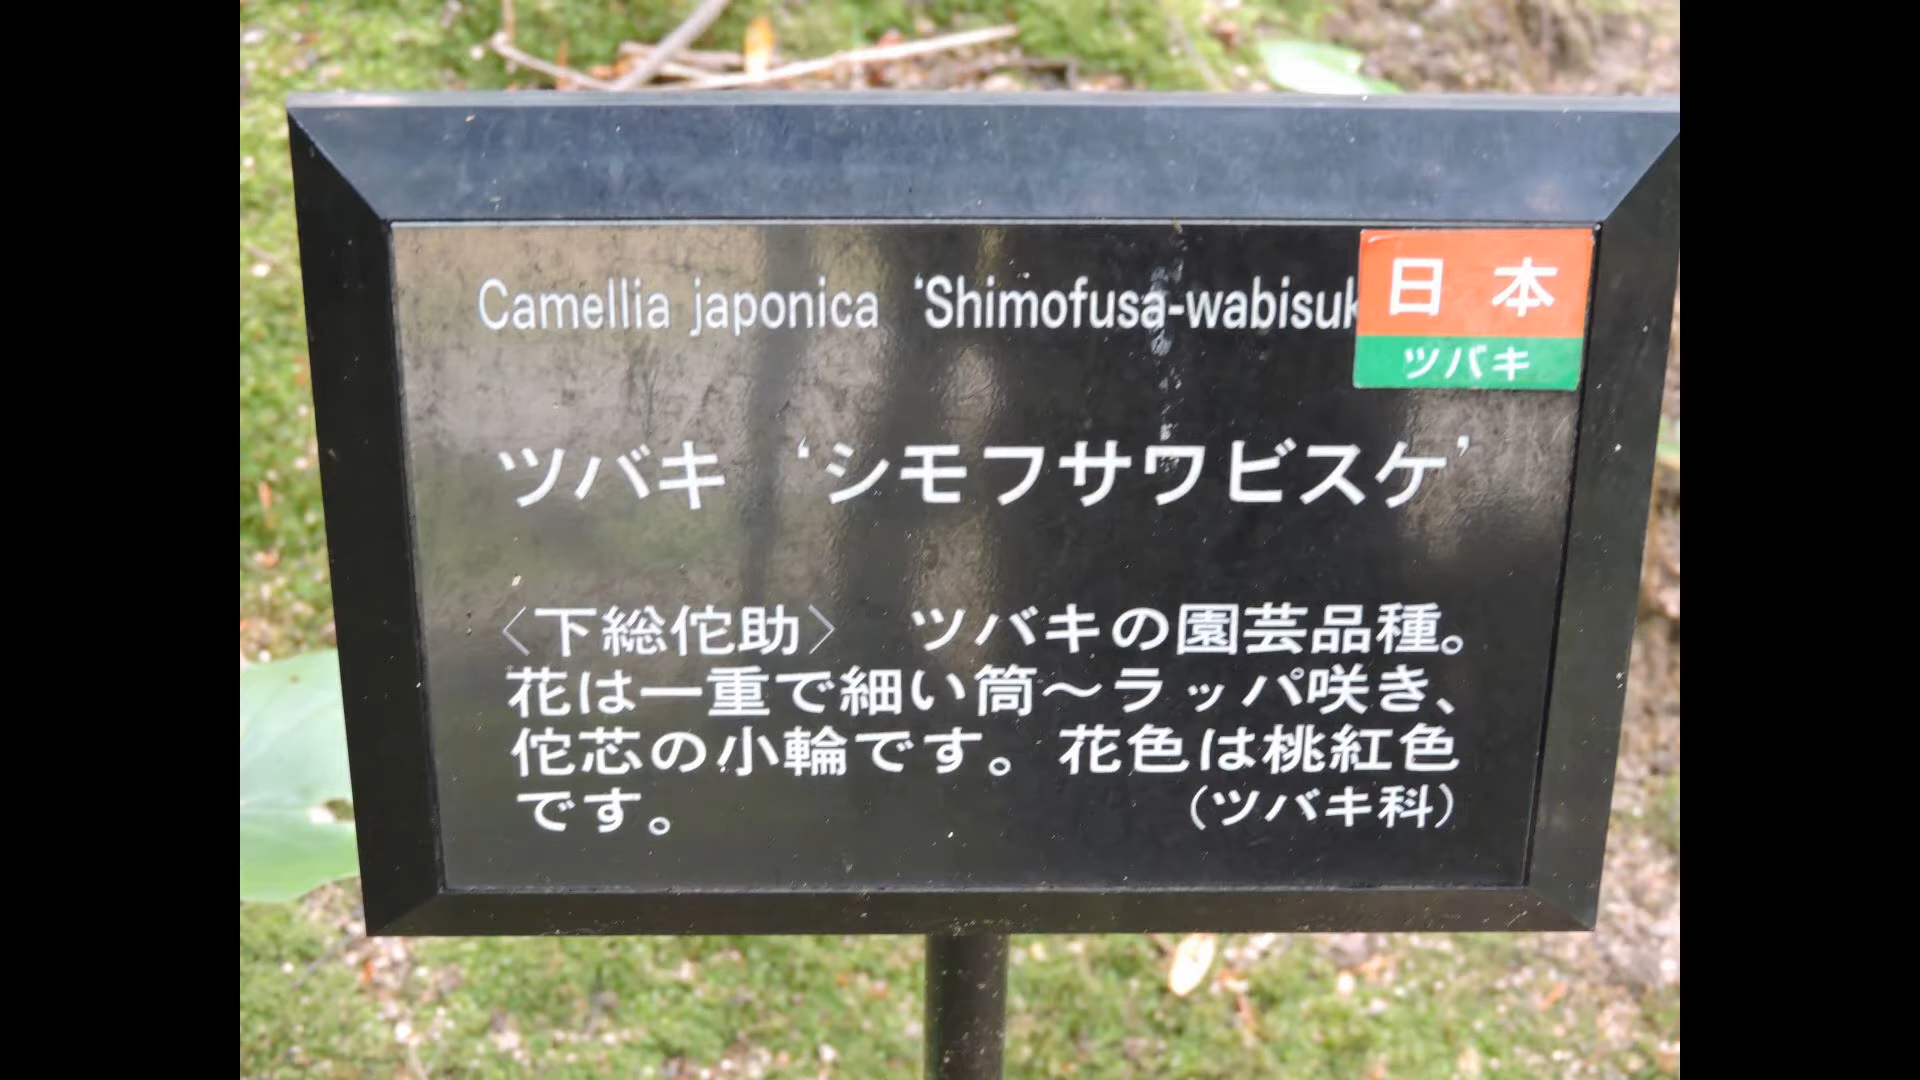 Camellia japonica ‘Shimofusa-wabisuk
日本
ツバキ
ツバキ ‘シモフサワビスケ’
〈下総侘助〉 ツバキの園芸品種。
花は一重で細い筒～ラッパ咲き、
侘芯の小輪です。花色は桃紅色
です。 (ツバキ科)